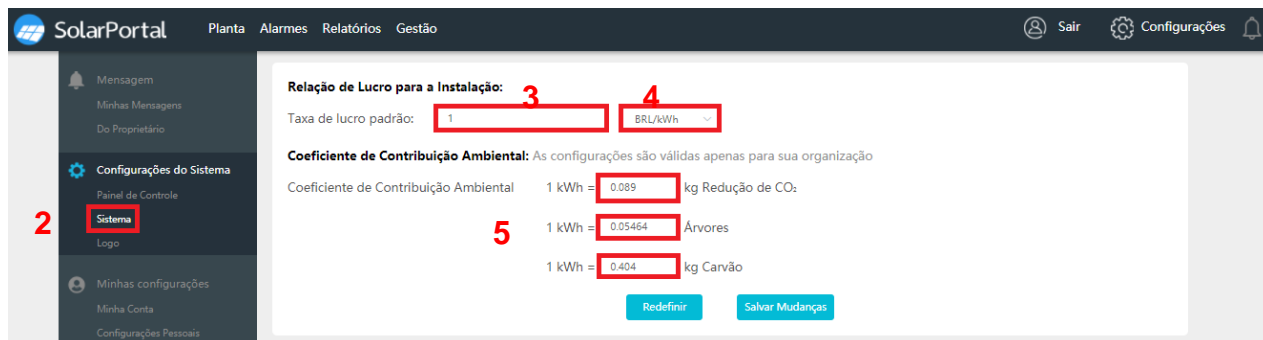 SolarPortal Planta Alarmes Relatórios Gestão Sair Configurações
Mensagem
Minhas Mensagens
Do Proprietário
Configurações do Sistema
Painel de Controle
2 Sistema
Logo
Minhas configurações
Minha Conta
Configurações Pessoais
Relação de Lucro para a Instalação:
3 4
Taxa de lucro padrão: 1 BRL/kWh
Coeficiente de Contribuição Ambiental: As configurações são válidas apenas para sua organização
Coeficiente de Contribuição Ambiental 1 kWh = 0.089 kg Redução de CO₂
5 1 kWh = 0.05464 Árvores
1 kWh = 0.404 kg Carvão
Redefinir Salvar Mudanças